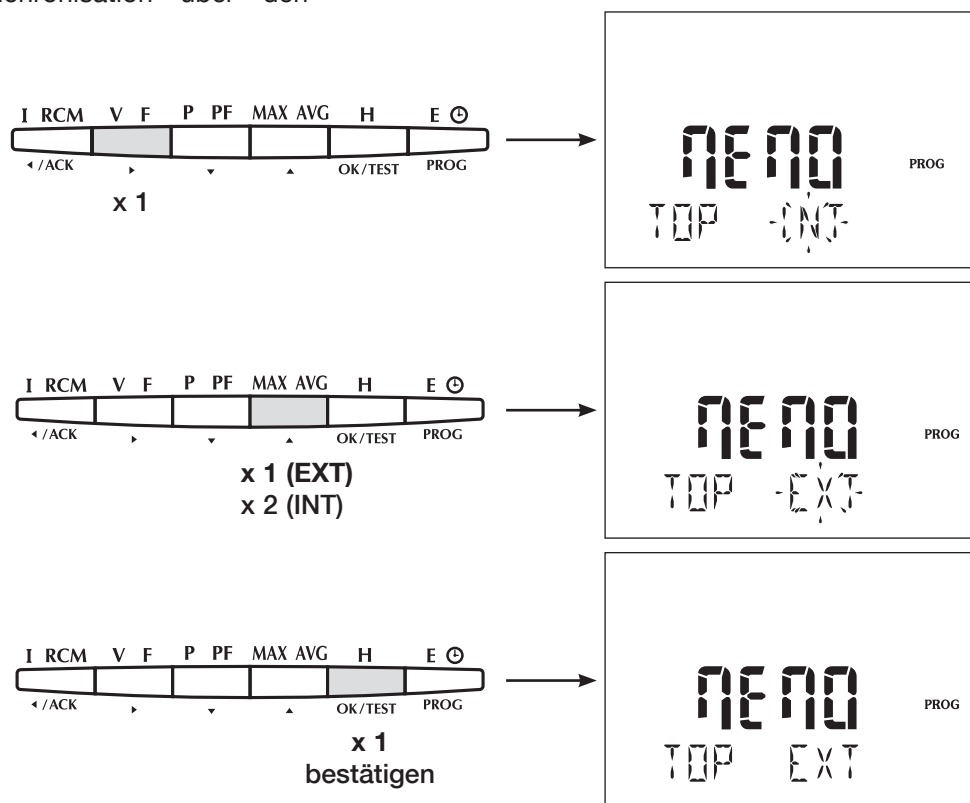 über den
I RCM V F P PF MAX AVG H E
/ACK OK/TEST PROG
x 1
MEMO PROG
TOP INT
I RCM V F P PF MAX AVG H E
/ACK OK/TEST PROG
x 1 (EXT)
x 2 (INT)
MEMO PROG
TOP EXT
I RCM V F P PF MAX AVG H E
/ACK OK/TEST PROG
x 1
bestätigen
MEMO PROG
TOP EXT